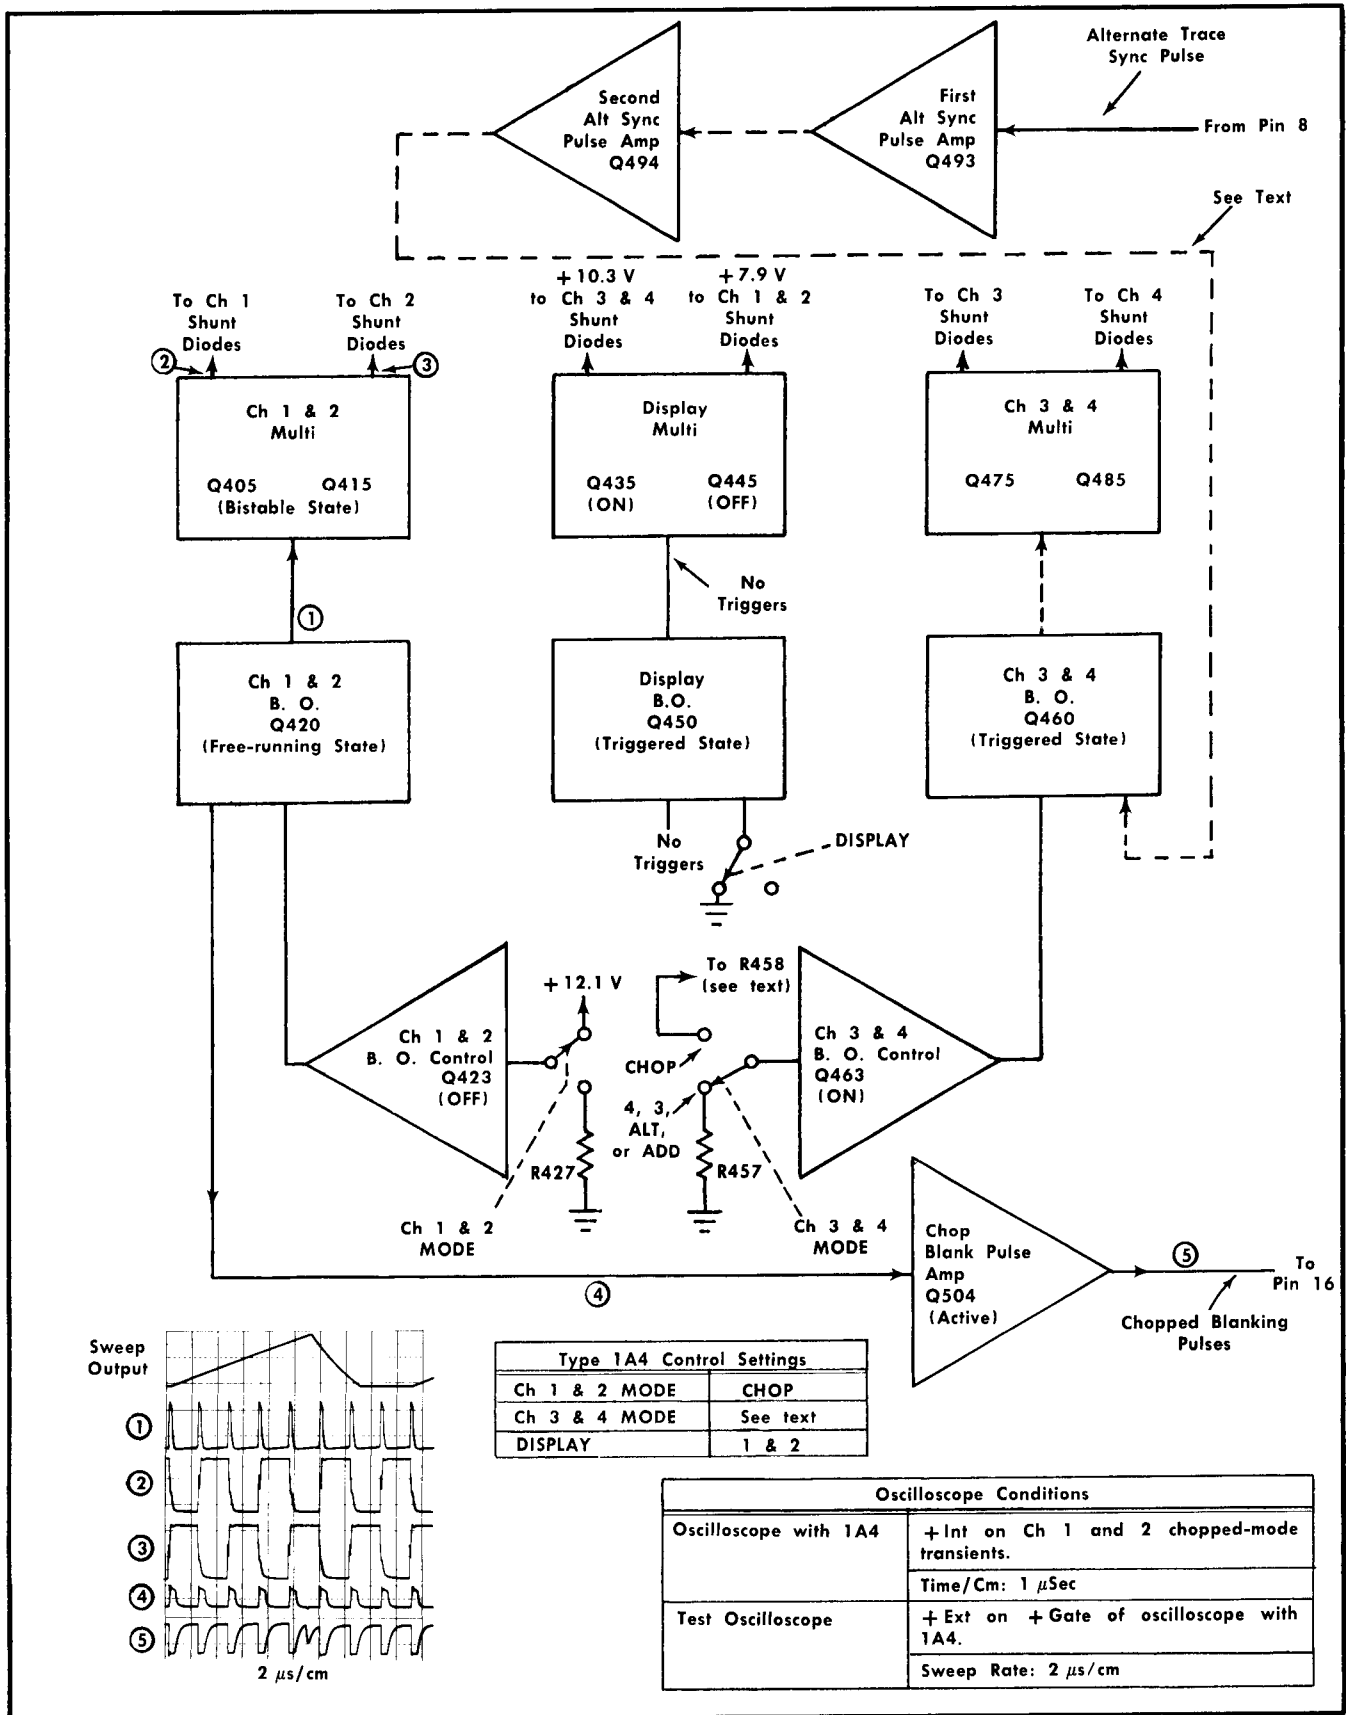 Alternate Trace
Sync Pulse
Second
Alt Sync
Pulse Amp
Q494
First
Alt Sync
Pulse Amp
Q493
From Pin 8
See Text
To Ch 1
Shunt
Diodes
To Ch 2
Shunt
Diodes
+10.3 V
to Ch 3 & 4
Shunt
Diodes
+7.9 V
to Ch 1 & 2
Shunt
Diodes
To Ch 3
Shunt
Diodes
To Ch 4
Shunt
Diodes
2
3
Ch 1 & 2
Multi
Q405 Q415
(Bistable State)
Display
Multi
Q435 Q445
(ON) (OFF)
Ch 3 & 4
Multi
Q475 Q485
1
No
Triggers
Ch 1 & 2
B. O.
Q420
(Free-running State)
Display
B.O.
Q450
(Triggered State)
Ch 3 & 4
B. O.
Q460
(Triggered State)
No
Triggers
DISPLAY
+12.1 V
To R458
(see text)
Ch 1 & 2
B. O. Control
Q423
(OFF)
CHOP
Ch 3 & 4
B. O. Control
Q463
(ON)
4, 3,
ALT,
or ADD
R427
R457
Ch 1 & 2
MODE
Ch 3 & 4
MODE
Chop
Blank Pulse
Amp
Q504
(Active)
4
5
To
Pin 16
Chopped Blanking
Pulses
Sweep
Output
1
2
3
4
5
2 μs/cm
Type 1A4 Control Settings
Ch 1 & 2 MODE CHOP
Ch 3 & 4 MODE See text
DISPLAY 1 & 2
Oscilloscope Conditions
Oscilloscope with 1A4 +Int on Ch 1 and 2 chopped-mode
transients.
Time/Cm: 1 μSec
Test Oscilloscope +Ext on +Gate of oscilloscope with
1A4.
Sweep Rate: 2 μs/cm